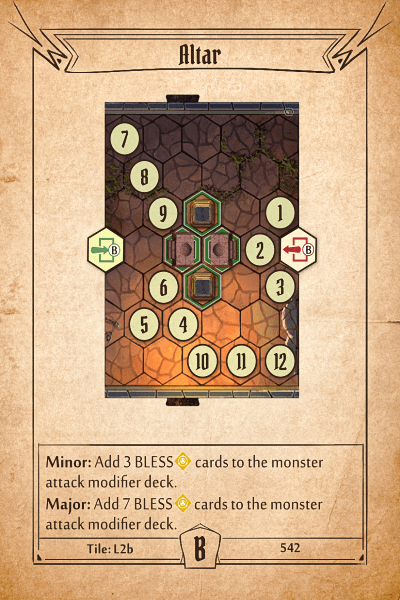 Altar
7
8
9 1
B 2 B
6 3
5 4
10 11 12
Minor: Add 3 BLESS cards to the monster
attack modifier deck.
Major: Add 7 BLESS cards to the monster
attack modifier deck.
Tile: L2b B 542